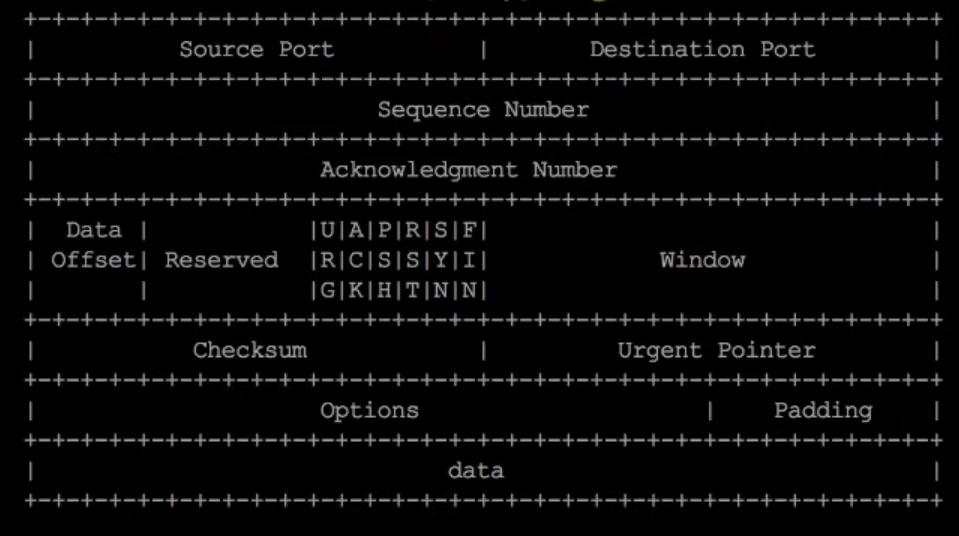 +-+-+-+-+-+-+-+-+-+-+-+-+-+-+-+-+-+-+-+-+-+-+-+-+-+-+-+-+-+-+-+-+
|          Source Port          |       Destination Port        |
+-+-+-+-+-+-+-+-+-+-+-+-+-+-+-+-+-+-+-+-+-+-+-+-+-+-+-+-+-+-+-+-+
|                        Sequence Number                        |
+-+-+-+-+-+-+-+-+-+-+-+-+-+-+-+-+-+-+-+-+-+-+-+-+-+-+-+-+-+-+-+-+
|                    Acknowledgment Number                      |
+-+-+-+-+-+-+-+-+-+-+-+-+-+-+-+-+-+-+-+-+-+-+-+-+-+-+-+-+-+-+-+-+
|  Data |           |U|A|P|R|S|F|                               |
| Offset| Reserved  |R|C|S|S|Y|I|            Window             |
|       |           |G|K|H|T|N|N|                               |
+-+-+-+-+-+-+-+-+-+-+-+-+-+-+-+-+-+-+-+-+-+-+-+-+-+-+-+-+-+-+-+-+
|           Checksum            |         Urgent Pointer        |
+-+-+-+-+-+-+-+-+-+-+-+-+-+-+-+-+-+-+-+-+-+-+-+-+-+-+-+-+-+-+-+-+
|                    Options                    |    Padding    |
+-+-+-+-+-+-+-+-+-+-+-+-+-+-+-+-+-+-+-+-+-+-+-+-+-+-+-+-+-+-+-+-+
|                             data                              |
+-+-+-+-+-+-+-+-+-+-+-+-+-+-+-+-+-+-+-+-+-+-+-+-+-+-+-+-+-+-+-+-+